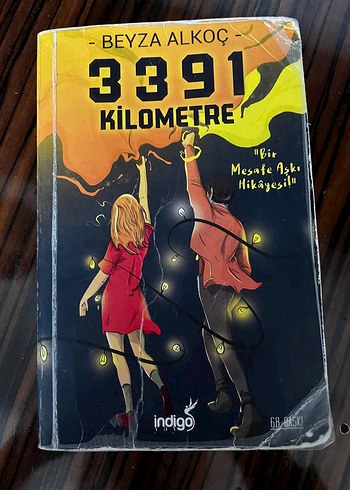 - BEYZA ALKOÇ -
3391
KİLOMETRE
"Bir
Mesafe Aşkı
Hikâyesi!"
indigo
68. BASKI